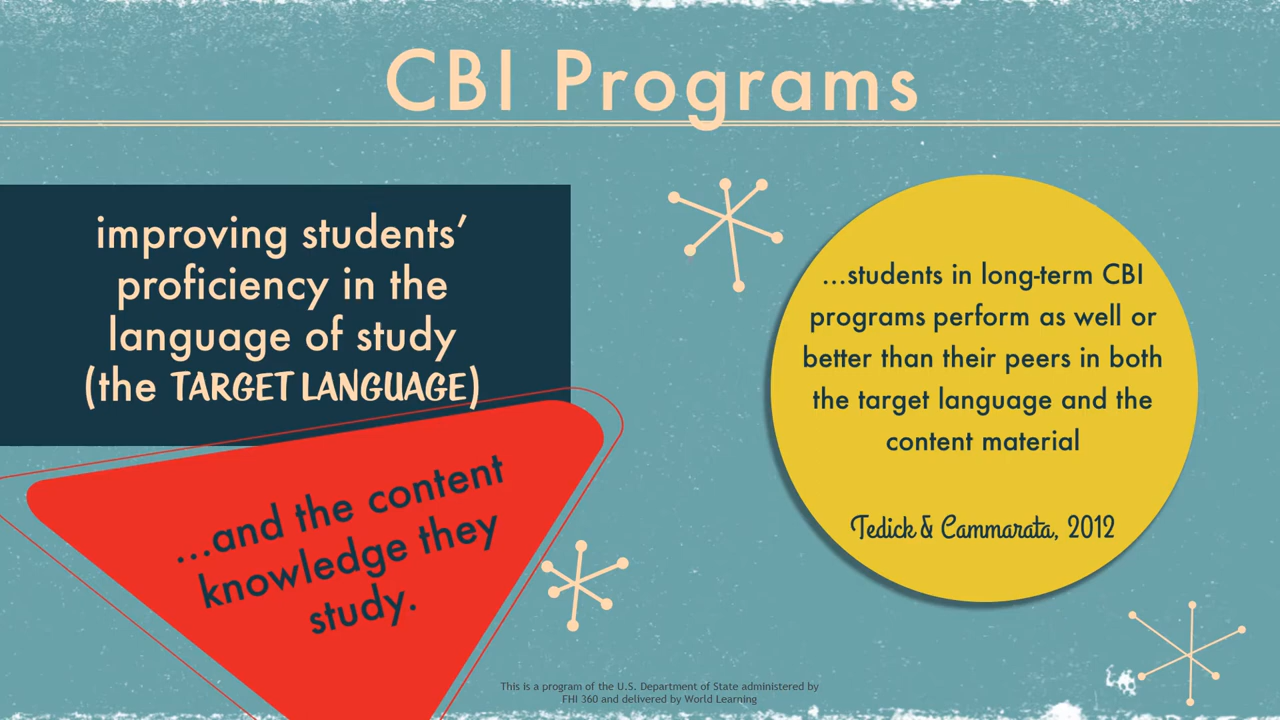 CBI Programs
improving students’
proficiency in the
language of study
(the TARGET LANGUAGE)
...and the content
knowledge they
study.
...students in long-term CBI
programs perform as well or
better than their peers in both
the target language and the
content material
Tedick & Cammarata, 2012
This is a program of the U.S. Department of State administered by
FHI 360 and delivered by World Learning